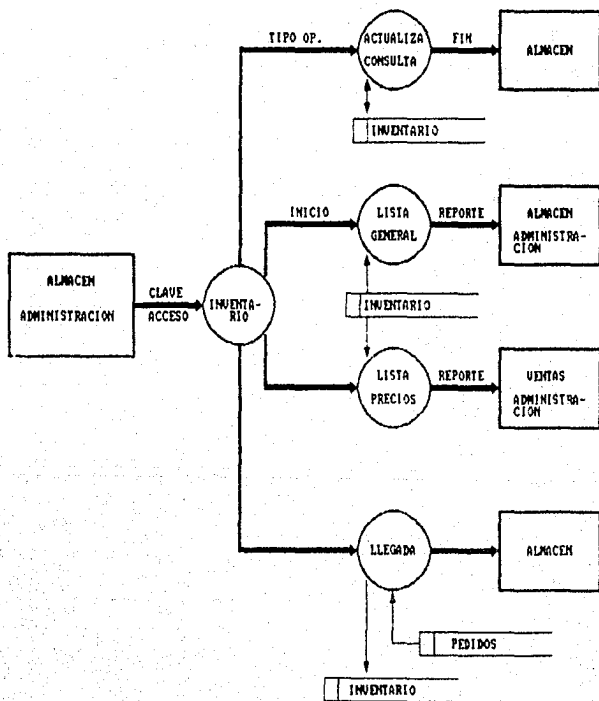 TIPO OP.
ACTUALIZA
CONSULTA
FIN
ALMACEN
INVENTARIO
INICIO
LISTA
GENERAL
REPORTE
ALMACEN
ADMINISTRA-
CION
ALMACEN
ADMINISTRACION
CLAVE
ACCESO
INVENTA-
RIO
INVENTARIO
LISTA
PRECIOS
REPORTE
VENTAS
ADMINISTRA-
CION
LLEGADA
ALMACEN
PEDIDOS
INVENTARIO